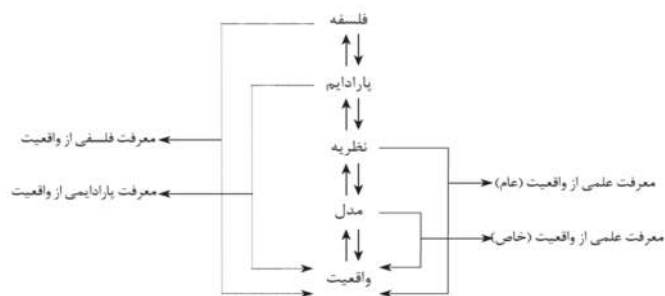 فلسفه
پارادایم
معرفت فلسفی از واقعیت
نظریه
معرفت علمی از واقعیت (عام)
معرفت پارادایمی از واقعیت
مدل
معرفت علمی از واقعیت (خاص)
واقعیت